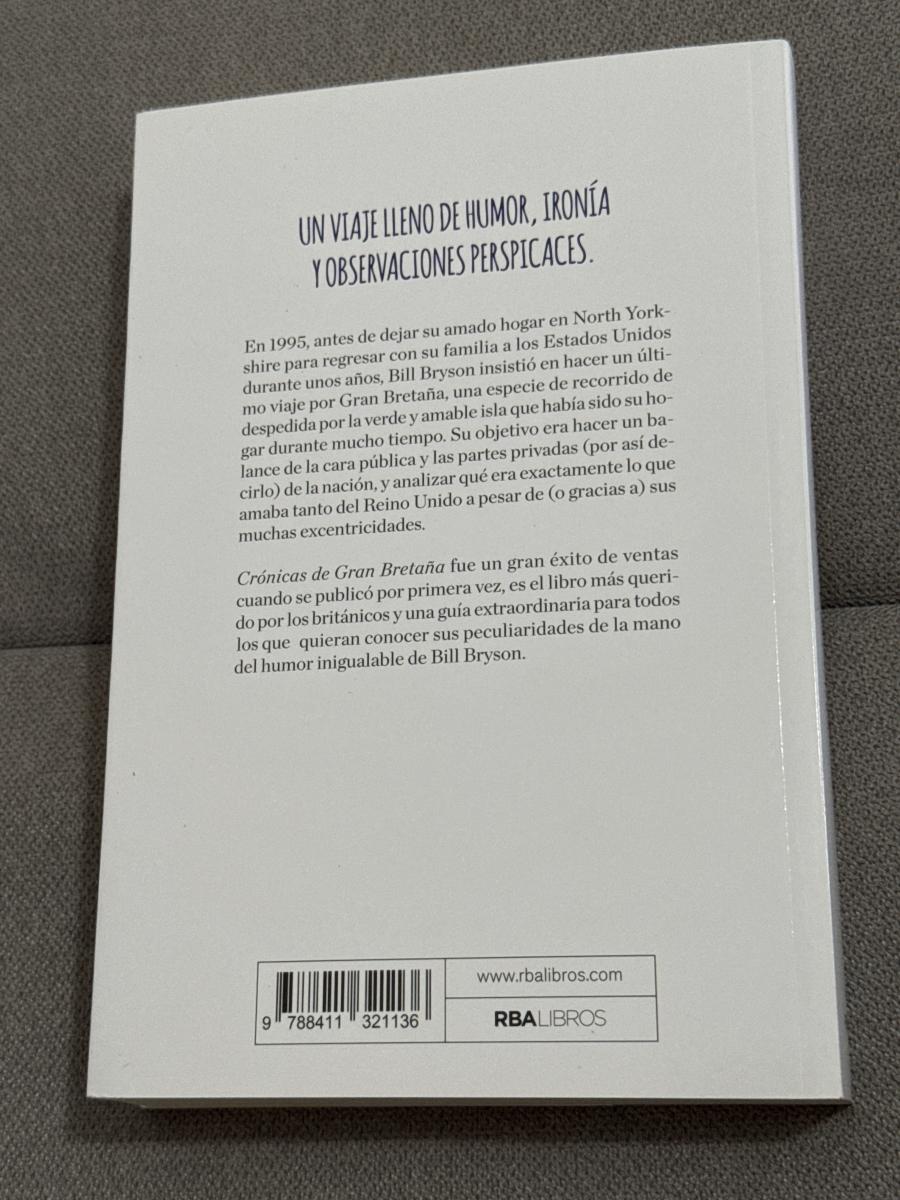 UN VIAJE LLENO DE HUMOR, IRONÍA
Y OBSERVACIONES PERSPICACES.
En 1995, antes de dejar su amado hogar en North York-
shire para regresar con su familia a los Estados Unidos
durante unos años, Bill Bryson insistió en hacer un últi-
mo viaje por Gran Bretaña, una especie de recorrido de
despedida por la verde y amable isla que había sido su ho-
gar durante mucho tiempo. Su objetivo era hacer un ba-
lance de la cara pública y las partes privadas (por así de-
cirlo) de la nación, y analizar qué era exactamente lo que
amaba tanto del Reino Unido a pesar de (o gracias a) sus
muchas excentricidades.
Crónicas de Gran Bretaña fue un gran éxito de ventas
cuando se publicó por primera vez, es el libro más queri-
do por los británicos y una guía extraordinaria para todos
los que quieran conocer sus peculiaridades de la mano
del humor inigualable de Bill Bryson.
9 788411 321136
www.rbalibros.com
RBALIBROS